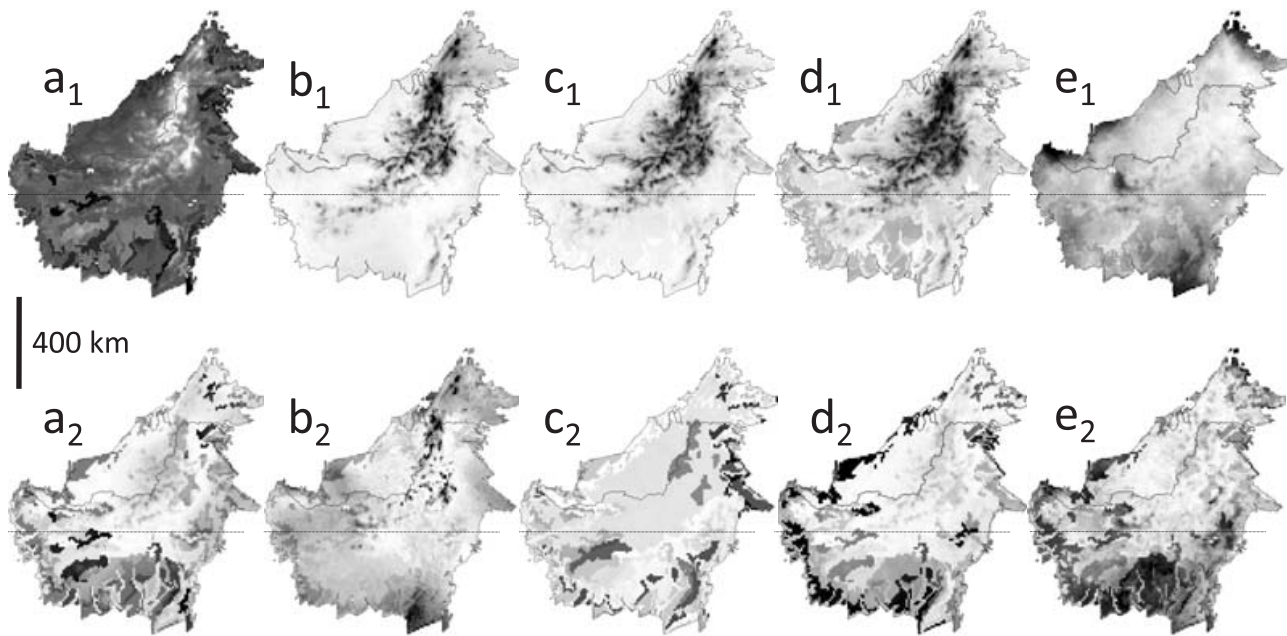 a₁ b₁ c₁ d₁ e₁
400 km
a₂ b₂ c₂ d₂ e₂